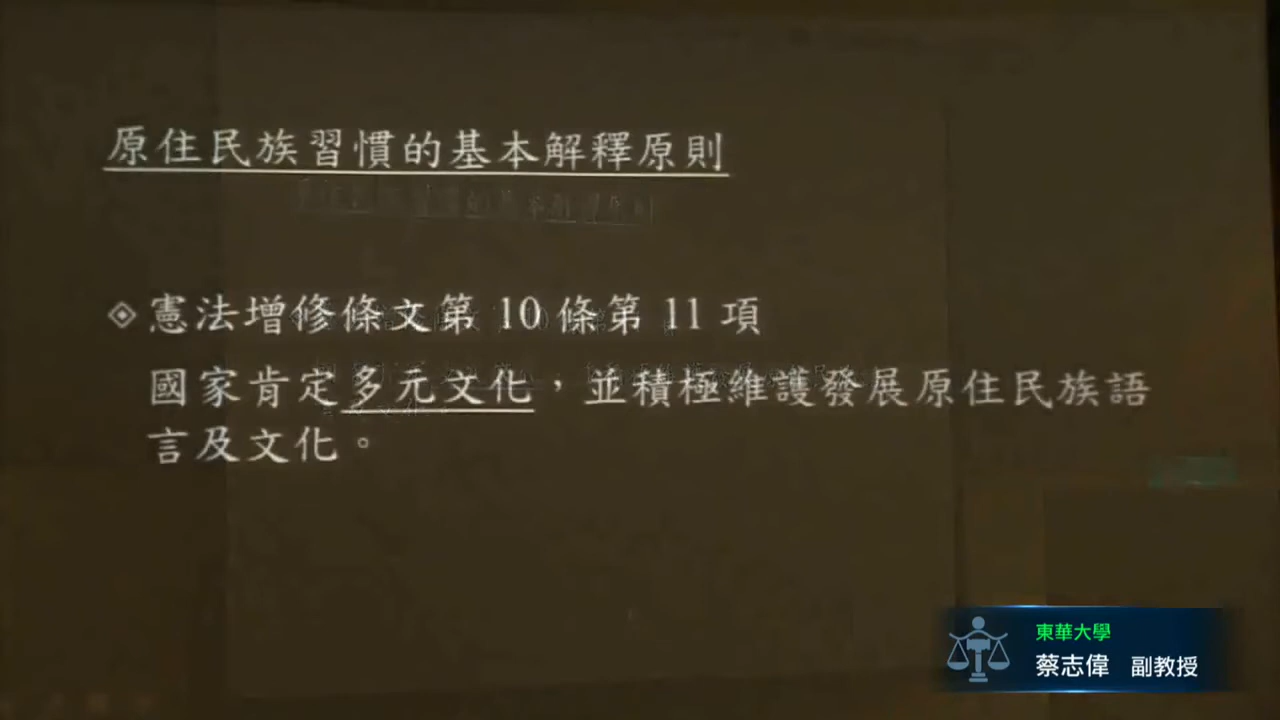 原住民族習慣的基本解釋原則
憲法增修條文第 10 條第 11 項
國家肯定多元文化，並積極維護發展原住民族語
言及文化。
東華大學
蔡志偉 副教授